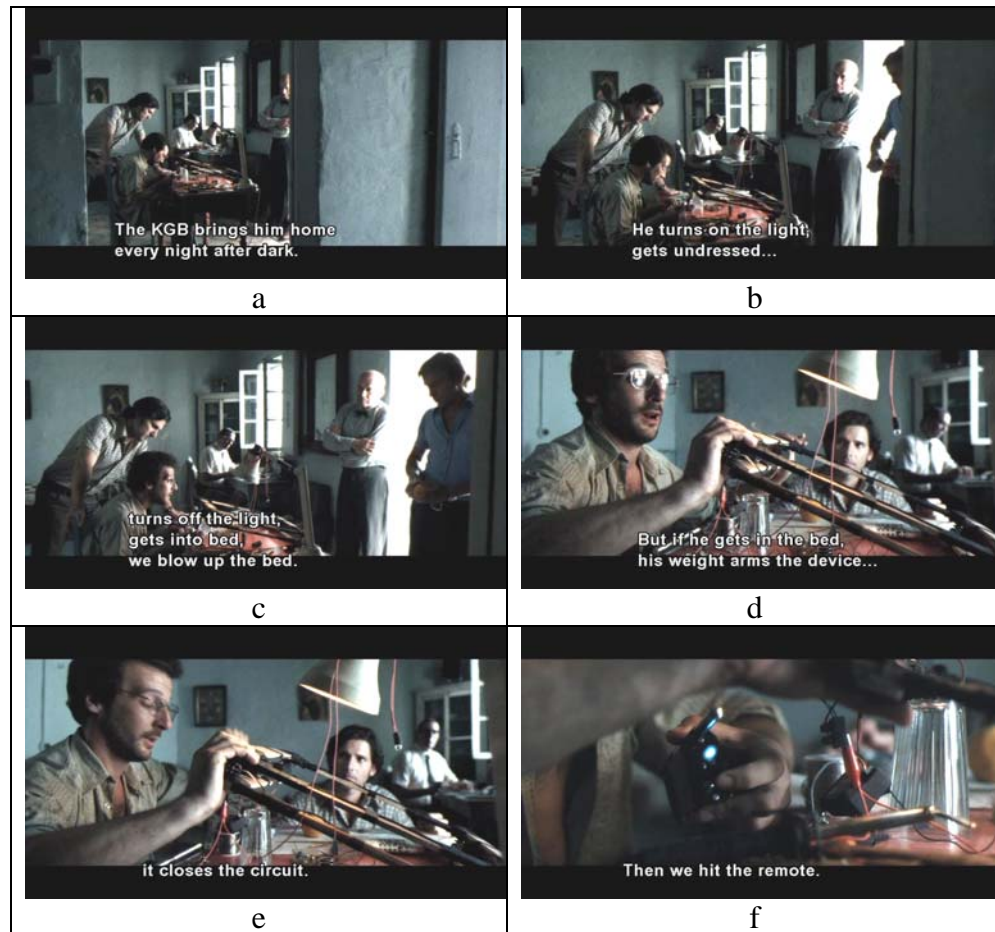 The KGB brings him home
every night after dark.
a
He turns on the light,
gets undressed...
b
turns off the light,
gets into bed,
we blow up the bed.
c
But if he gets in the bed,
his weight arms the device...
d
it closes the circuit.
e
Then we hit the remote.
f